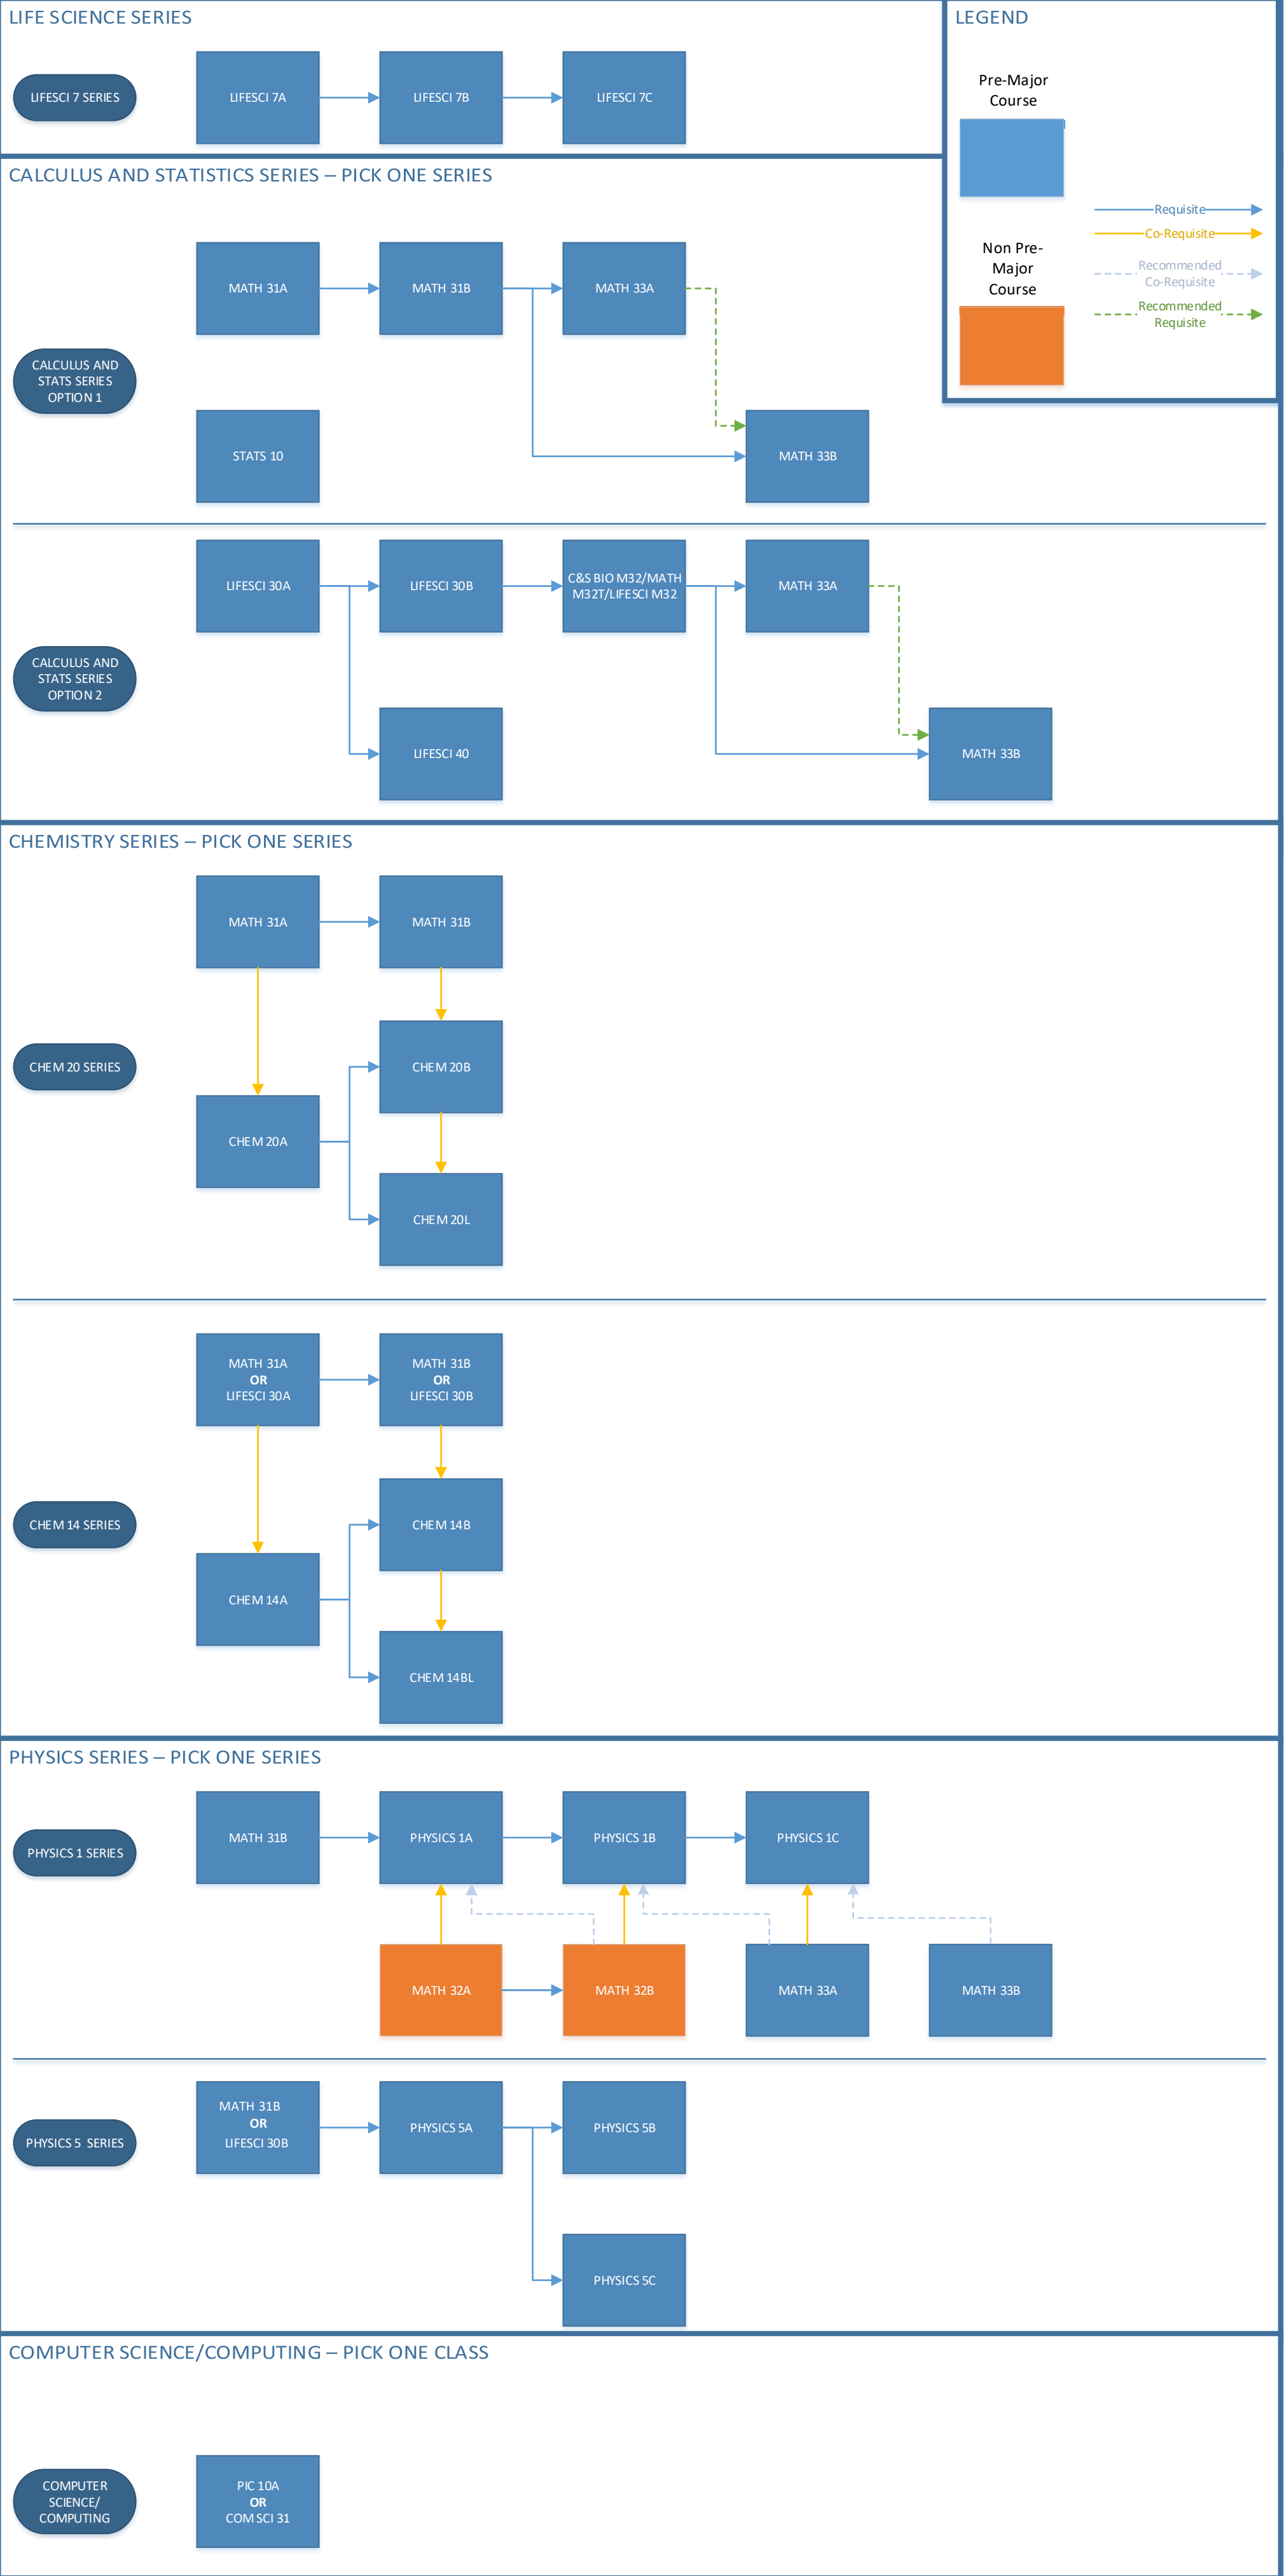 LIFE SCIENCE SERIES
LIFESCI 7 SERIES
LIFESCI 7A
LIFESCI 7B
LIFESCI 7C
LEGEND
Pre-Major
Course
Non Pre-
Major
Course
Requisite
Co-Requisite
Recommended
Co-Requisite
Recommended
Requisite
CALCULUS AND STATISTICS SERIES – PICK ONE SERIES
MATH 31A
MATH 31B
MATH 33A
CALCULUS AND
STATS SERIES
OPTION 1
STATS 10
MATH 33B
LIFESCI 30A
LIFESCI 30B
C&S BIO M32/MATH
M32T/LIFESCI M32
MATH 33A
CALCULUS AND
STATS SERIES
OPTION 2
LIFESCI 40
MATH 33B
CHEMISTRY SERIES – PICK ONE SERIES
MATH 31A
MATH 31B
CHEM 20 SERIES
CHEM 20B
CHEM 20A
CHEM 20L
MATH 31A
OR
LIFESCI 30A
MATH 31B
OR
LIFESCI 30B
CHEM 14 SERIES
CHEM 14B
CHEM 14A
CHEM 14BL
PHYSICS SERIES – PICK ONE SERIES
PHYSICS 1 SERIES
MATH 31B
PHYSICS 1A
PHYSICS 1B
PHYSICS 1C
MATH 32A
MATH 32B
MATH 33A
MATH 33B
PHYSICS 5 SERIES
MATH 31B
OR
LIFESCI 30B
PHYSICS 5A
PHYSICS 5B
PHYSICS 5C
COMPUTER SCIENCE/COMPUTING – PICK ONE CLASS
COMPUTER
SCIENCE/
COMPUTING
PIC 10A
OR
COM SCI 31